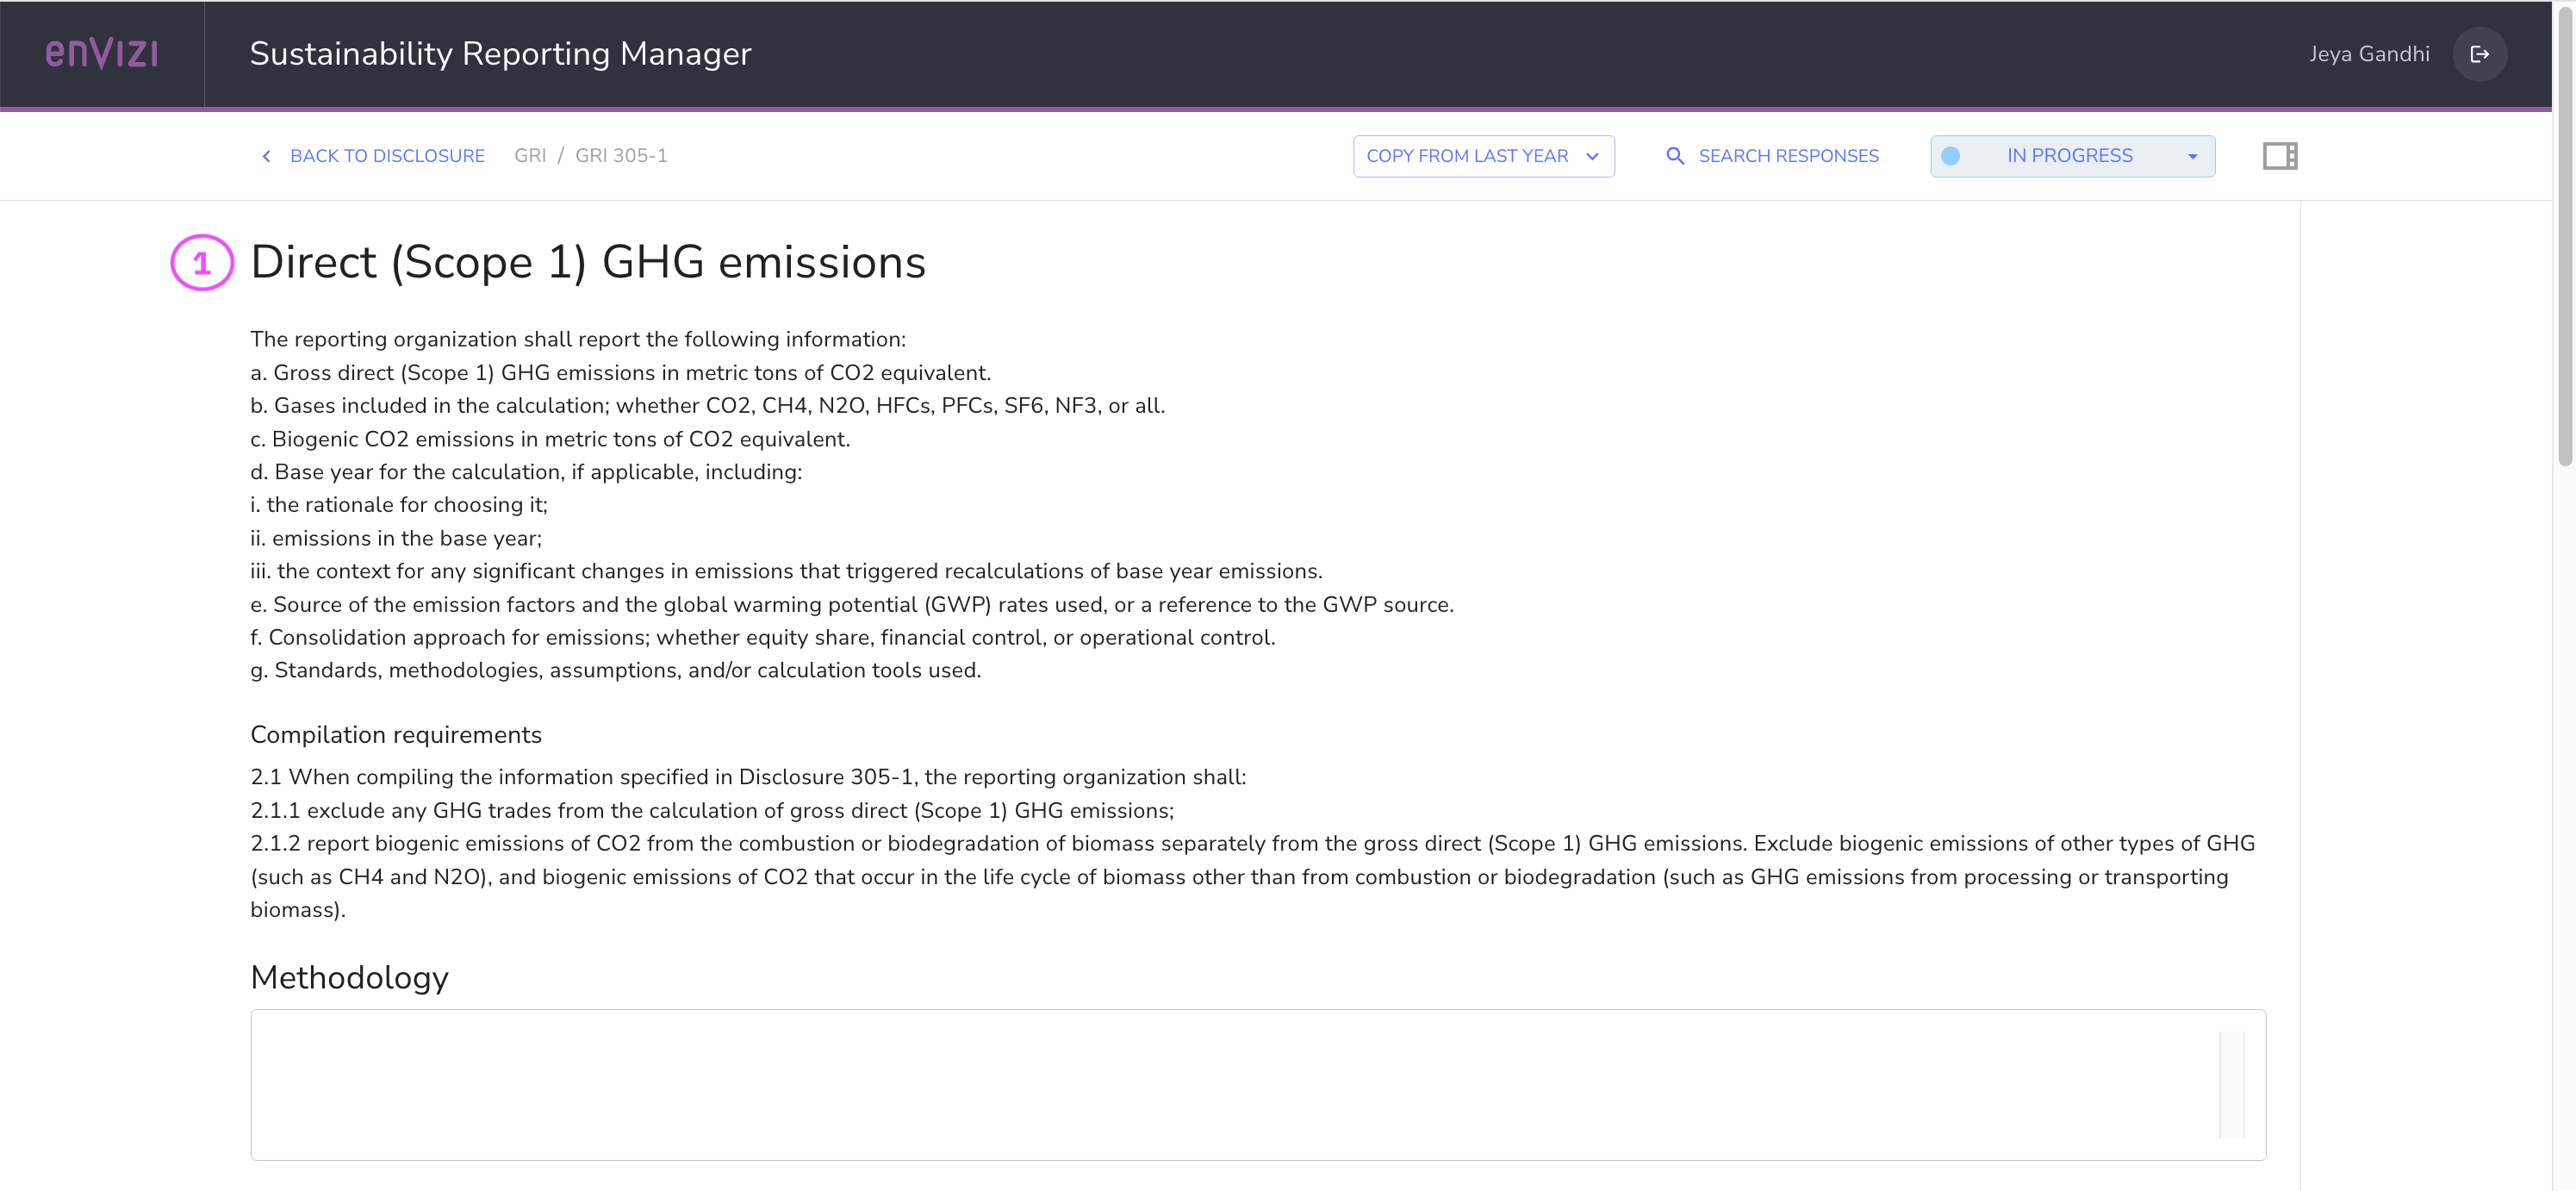 enVizi
Sustainability Reporting Manager
Jeya Gandhi
BACK TO DISCLOSURE
GRI / GRI 305-1
COPY FROM LAST YEAR
SEARCH RESPONSES
IN PROGRESS
1
Direct (Scope 1) GHG emissions
The reporting organization shall report the following information:
a. Gross direct (Scope 1) GHG emissions in metric tons of CO2 equivalent.
b. Gases included in the calculation; whether CO2, CH4, N2O, HFCs, PFCs, SF6, NF3, or all.
c. Biogenic CO2 emissions in metric tons of CO2 equivalent.
d. Base year for the calculation, if applicable, including:
i. the rationale for choosing it;
ii. emissions in the base year;
iii. the context for any significant changes in emissions that triggered recalculations of base year emissions.
e. Source of the emission factors and the global warming potential (GWP) rates used, or a reference to the GWP source.
f. Consolidation approach for emissions; whether equity share, financial control, or operational control.
g. Standards, methodologies, assumptions, and/or calculation tools used.
Compilation requirements
2.1 When compiling the information specified in Disclosure 305-1, the reporting organization shall:
2.1.1 exclude any GHG trades from the calculation of gross direct (Scope 1) GHG emissions;
2.1.2 report biogenic emissions of CO2 from the combustion or biodegradation of biomass separately from the gross direct (Scope 1) GHG emissions. Exclude biogenic emissions of other types of GHG
(such as CH4 and N2O), and biogenic emissions of CO2 that occur in the life cycle of biomass other than from combustion or biodegradation (such as GHG emissions from processing or transporting
biomass).
Methodology